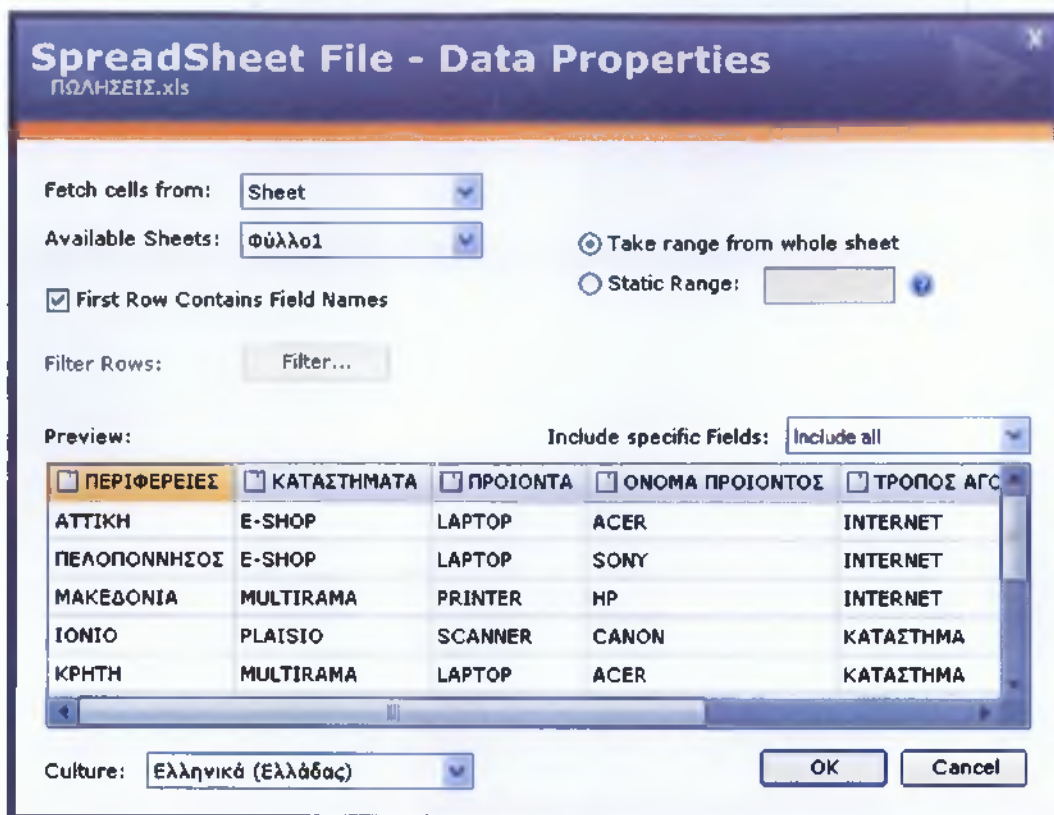 SpreadSheet File - Data Properties
ΠΩΛΗΣΕΙΣ.xls
X
Fetch cells from: Sheet
Available Sheets: Φύλλο1
Take range from whole sheet
Static Range:
First Row Contains Field Names
Filter Rows: Filter...
Preview: Include specific Fields: Include all
ΠΕΡΙΦΕΡΕΙΕΣ ΚΑΤΑΣΤΗΜΑΤΑ ΠΡΟΙΟΝΤΑ ΟΝΟΜΑ ΠΡΟΙΟΝΤΟΣ ΤΡΟΠΟΣ ΑΓΟ
ΑΤΤΙΚΗ E-SHOP LAPTOP ACER INTERNET
ΠΕΛΟΠΟΝΝΗΣΟΣ E-SHOP LAPTOP SONY INTERNET
ΜΑΚΕΔΟΝΙΑ MULTIRAMA PRINTER HP INTERNET
ΙΟΝΙΟ PLAISIO SCANNER CANON ΚΑΤΑΣΤΗΜΑ
ΚΡΗΤΗ MULTIRAMA LAPTOP ACER ΚΑΤΑΣΤΗΜΑ
Culture: Ελληνικά (Ελλάδας)
OK Cancel